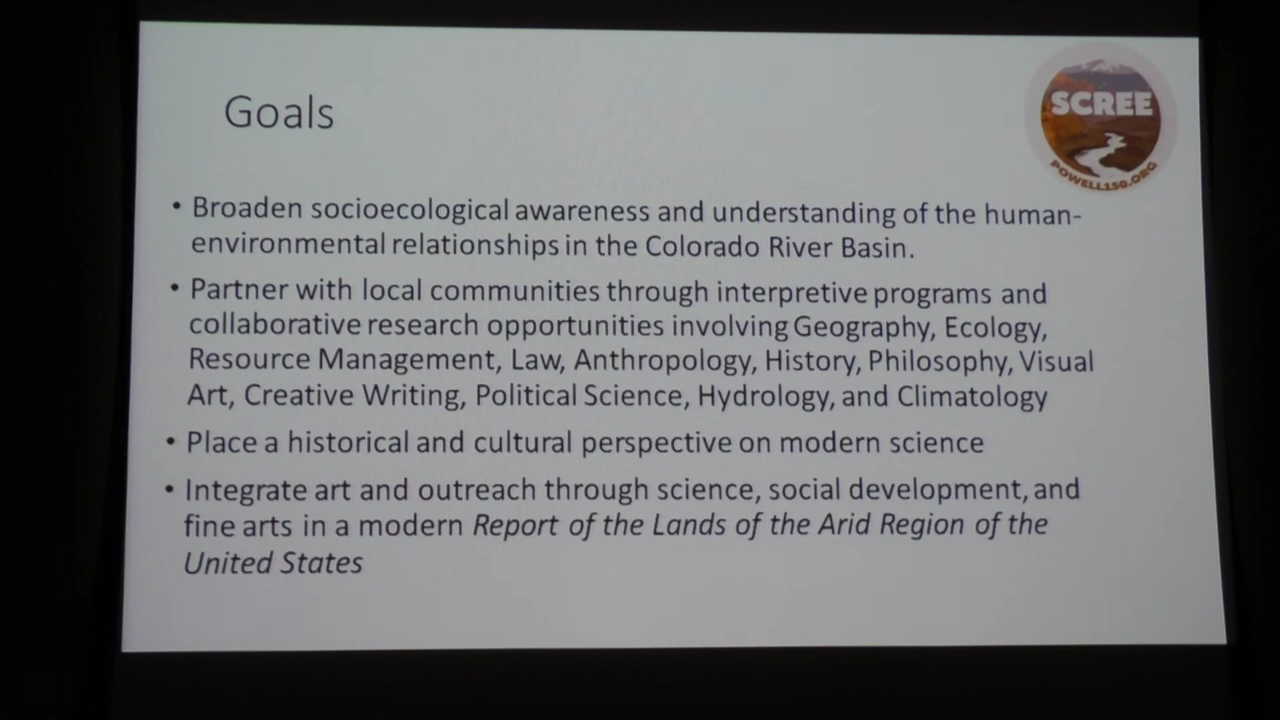 Goals
SCREE
POWELL150.ORG
• Broaden socioecological awareness and understanding of the human-
environmental relationships in the Colorado River Basin.
• Partner with local communities through interpretive programs and
collaborative research opportunities involving Geography, Ecology,
Resource Management, Law, Anthropology, History, Philosophy, Visual
Art, Creative Writing, Political Science, Hydrology, and Climatology
• Place a historical and cultural perspective on modern science
• Integrate art and outreach through science, social development, and
fine arts in a modern Report of the Lands of the Arid Region of the
United States